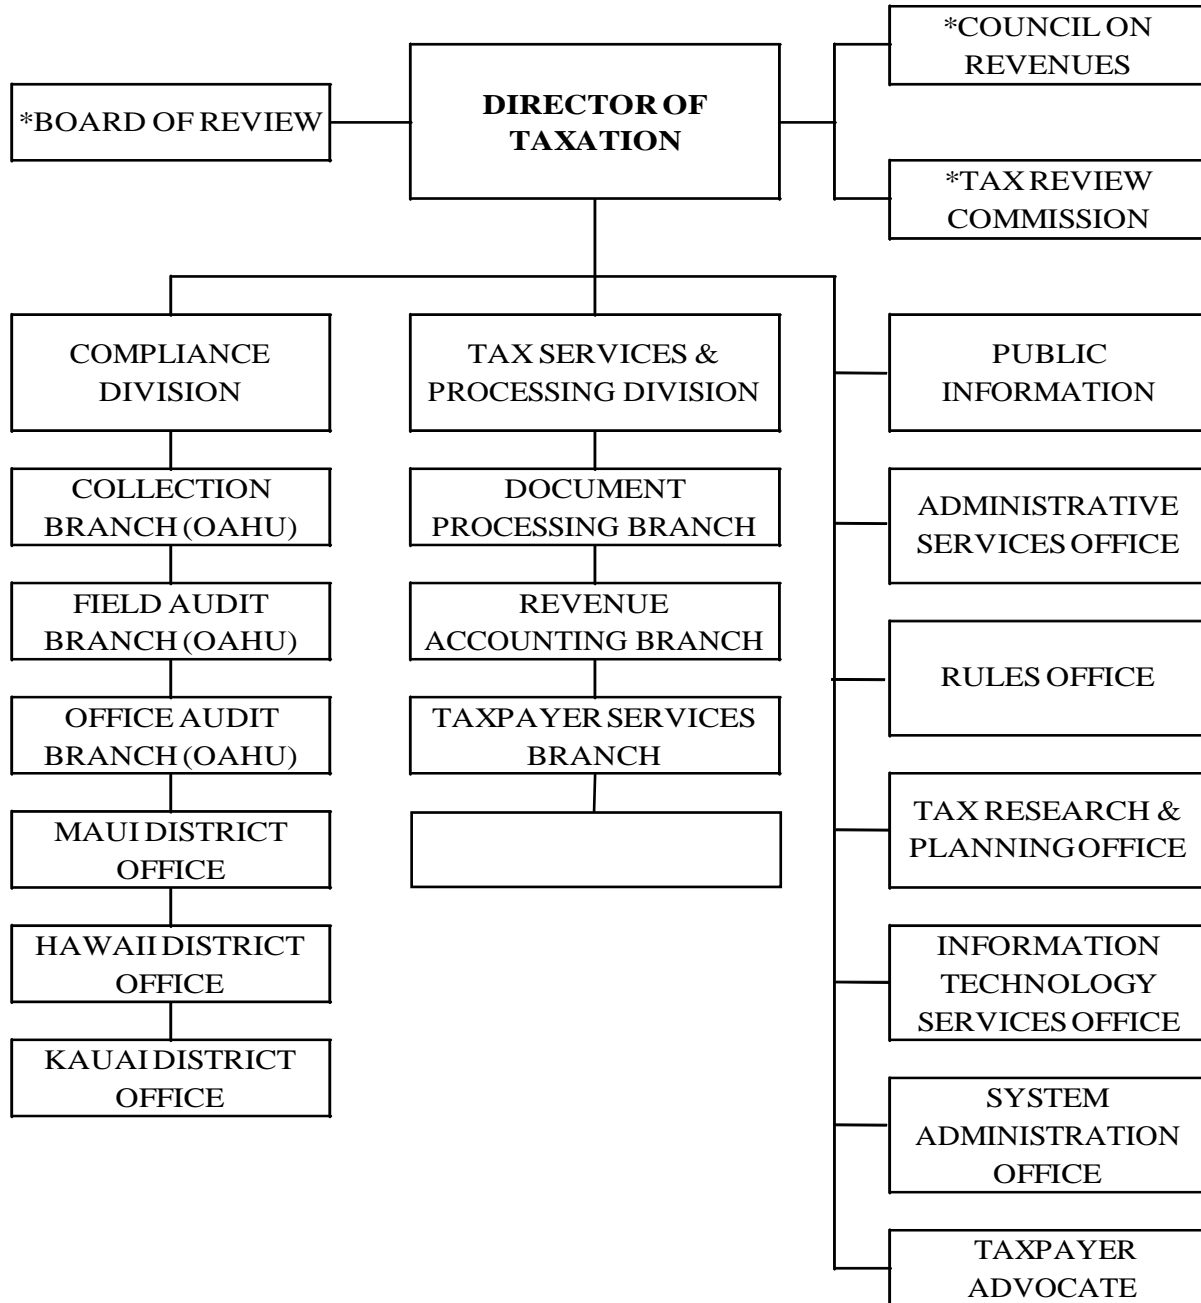 *COUNCIL ON
REVENUES
*BOARD OF REVIEW
DIRECTOR OF
TAXATION
*TAX REVIEW
COMMISSION
COMPLIANCE
DIVISION
COLLECTION
BRANCH (OAHU)
FIELD AUDIT
BRANCH (OAHU)
OFFICE AUDIT
BRANCH (OAHU)
MAUI DISTRICT
OFFICE
HAWAII DISTRICT
OFFICE
KAUAI DISTRICT
OFFICE
TAX SERVICES &
PROCESSING DIVISION
DOCUMENT
PROCESSING BRANCH
REVENUE
ACCOUNTING BRANCH
TAXPAYER SERVICES
BRANCH
PUBLIC
INFORMATION
ADMINISTRATIVE
SERVICES OFFICE
RULES OFFICE
TAX RESEARCH &
PLANNING OFFICE
INFORMATION
TECHNOLOGY
SERVICES OFFICE
SYSTEM
ADMINISTRATION
OFFICE
TAXPAYER
ADVOCATE